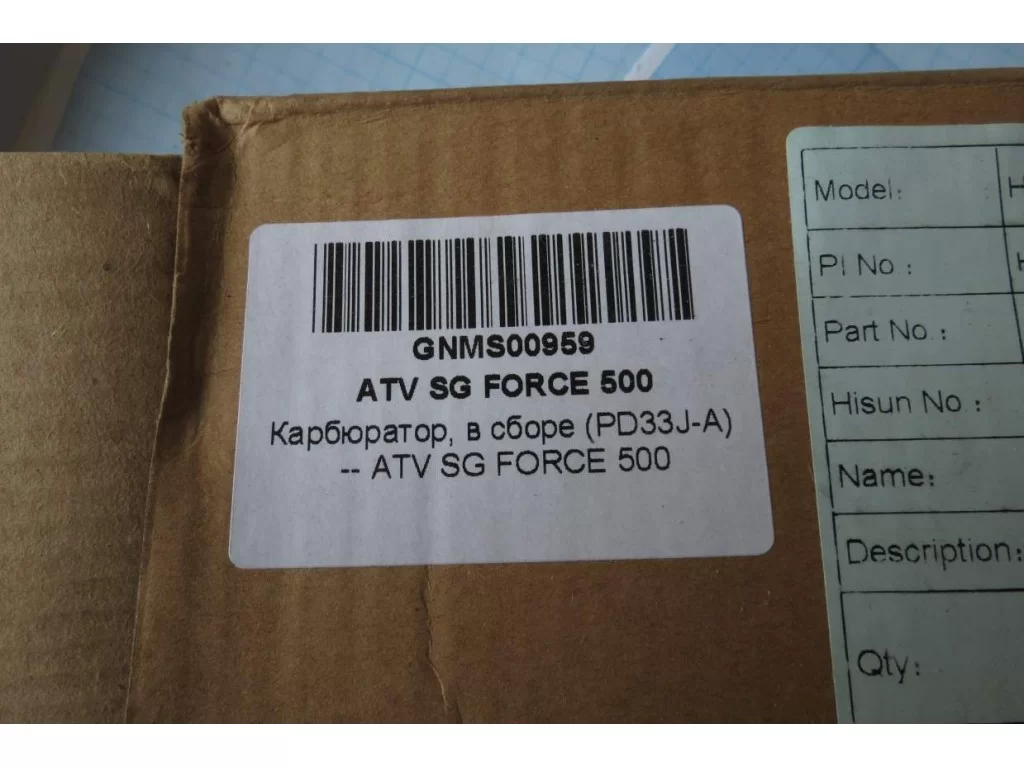 GNMS00959
ATV SG FORCE 500
Карбюратор, в сборе (PD33J-A)
-- ATV SG FORCE 500
Model:
PI No :
Part No.:
Hisun No :
Name:
Description:
Qty: